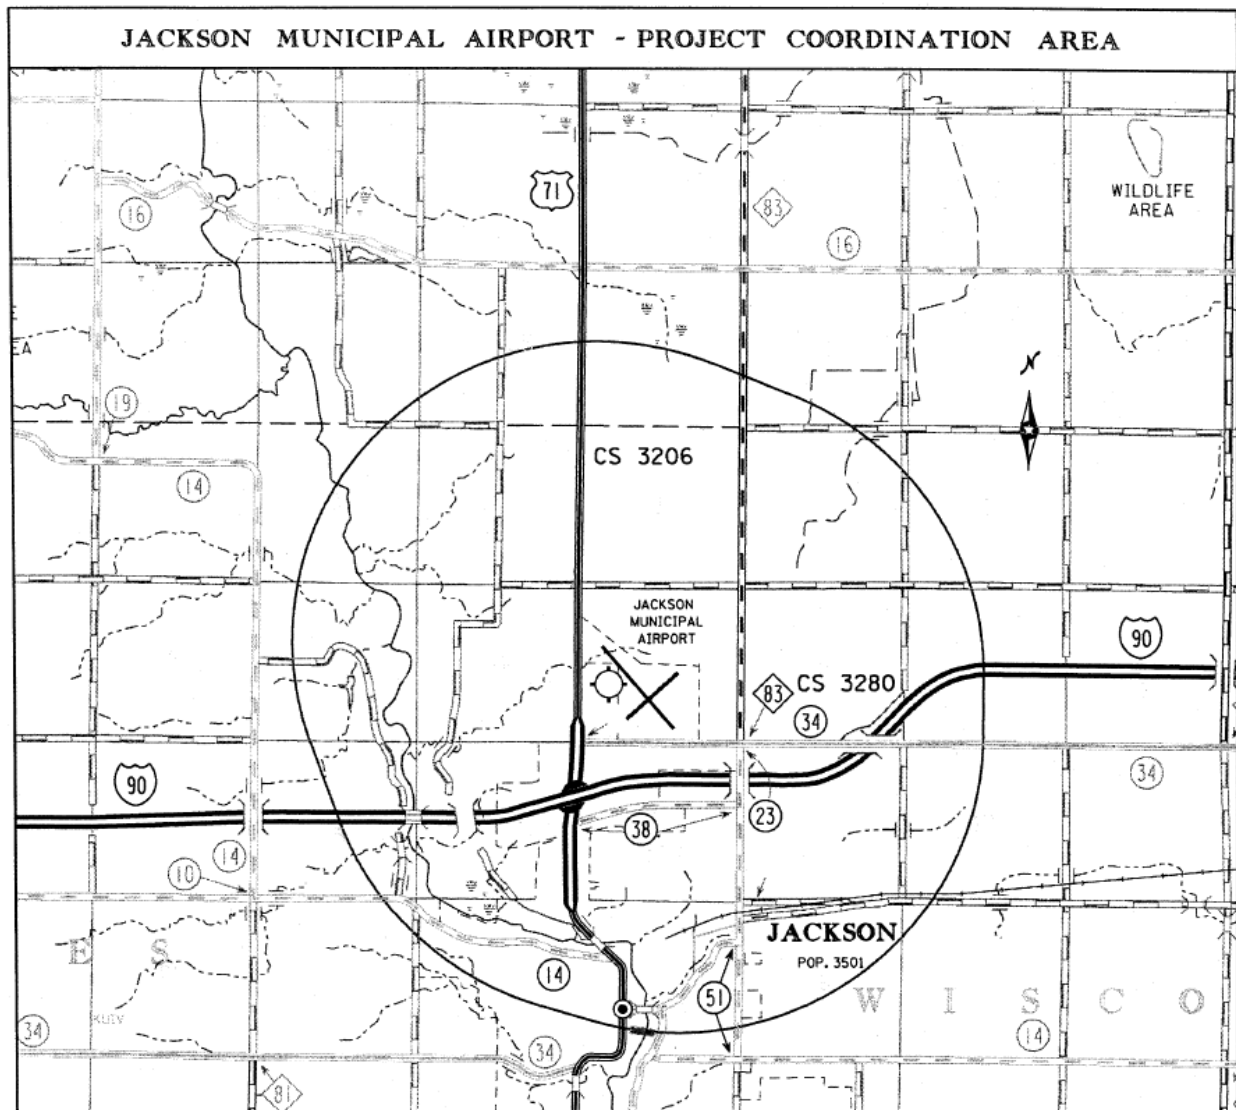 JACKSON MUNICIPAL AIRPORT - PROJECT COORDINATION AREA
71
83
WILDLIFE
AREA
16
16
EA
19
CS 3206
N
14
JACKSON
MUNICIPAL
AIRPORT
90
83
CS 3280
34
90
34
38
23
14
10
JACKSON
POP. 3501
E S
14
51
W I S C O
34
14
34
81